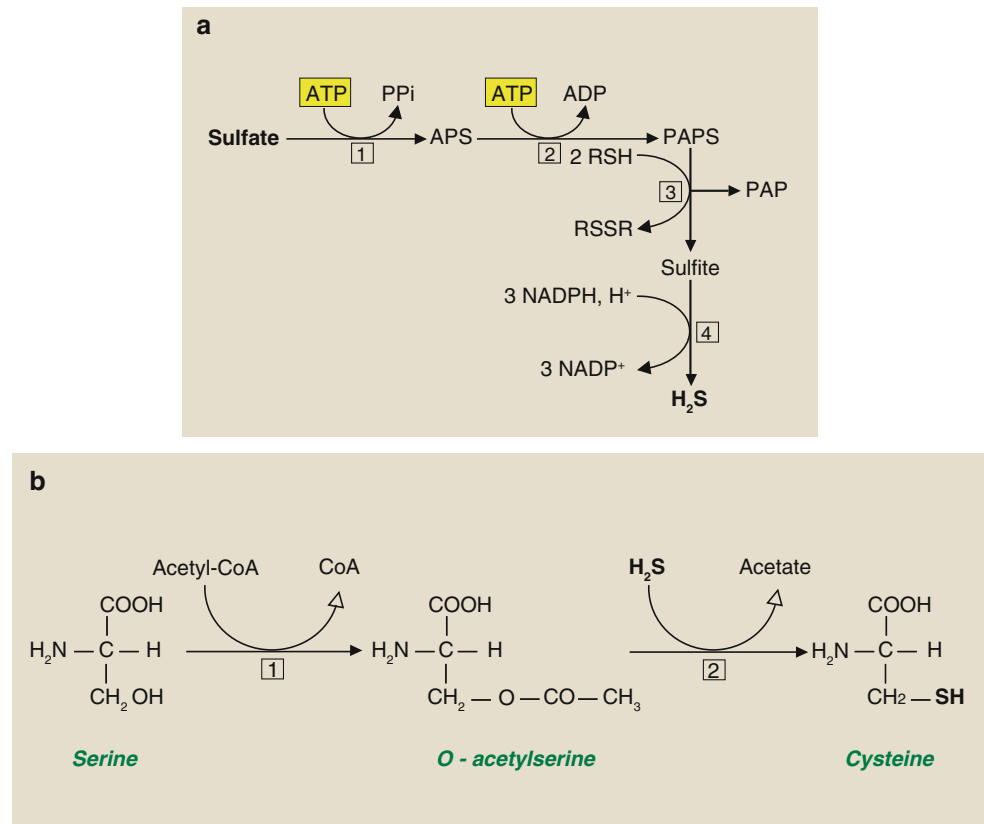 a
ATP PPi ATP ADP
Sulfate APS PAPS
1 2 2 RSH
3 PAP
RSSR
Sulfite
3 NADPH, H⁺
4
3 NADP⁺
H₂S
b
Acetyl-CoA CoA H₂S Acetate
COOH COOH COOH
H₂N — C — H H₂N — C — H H₂N — C — H
1 2
CH₂ OH CH₂ — O — CO — CH₃ CH2 — SH
Serine O - acetylserine Cysteine